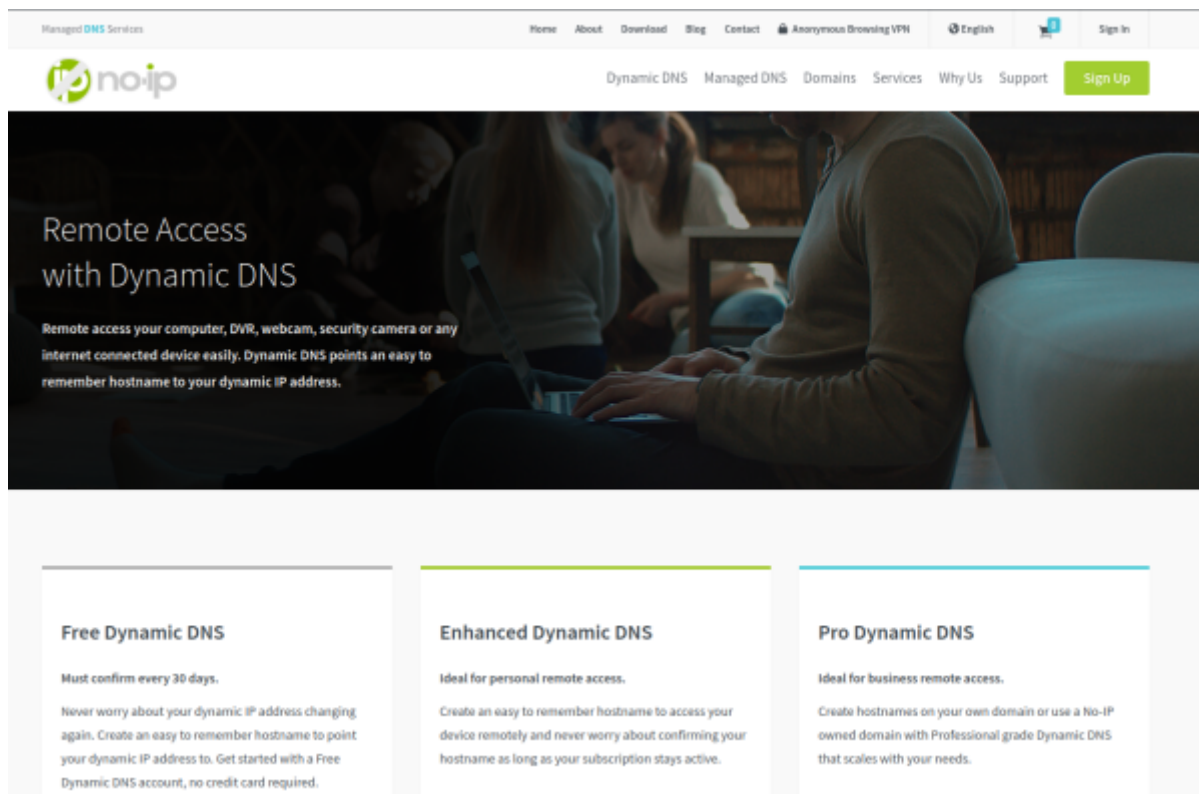 Managed DNS Services
Home About Download Blog Contact Anonymous Browsing VPN English Sign In
no·ip
Dynamic DNS Managed DNS Domains Services Why Us Support Sign Up
Remote Access
with Dynamic DNS
Remote access your computer, DVR, webcam, security camera or any
internet connected device easily. Dynamic DNS points an easy to
remember hostname to your dynamic IP address.
Free Dynamic DNS
Must confirm every 30 days.
Never worry about your dynamic IP address changing
again. Create an easy to remember hostname to point
your dynamic IP address to. Get started with a Free
Dynamic DNS account, no credit card required.
Enhanced Dynamic DNS
Ideal for personal remote access.
Create an easy to remember hostname to access your
device remotely and never worry about confirming your
hostname as long as your subscription stays active.
Pro Dynamic DNS
Ideal for business remote access.
Create hostnames on your own domain or use a No-IP
owned domain with Professional grade Dynamic DNS
that scales with your needs.